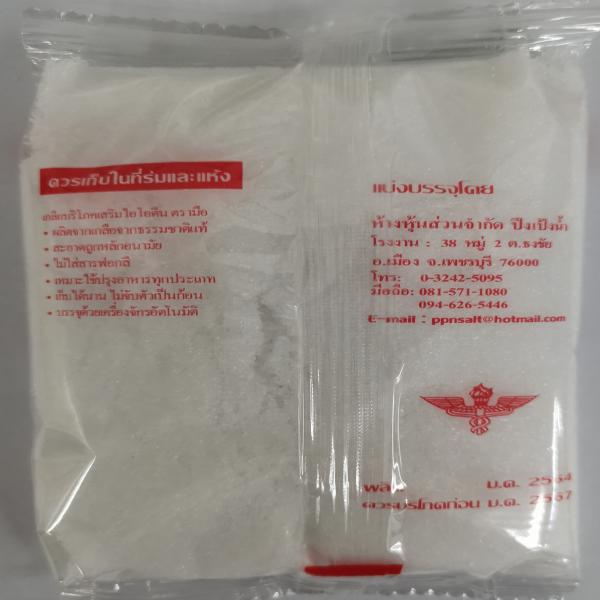 ควรเก็บในที่ร่มและแห้ง
เกลือบริโภคเสริมไอโอดีน ตรามือ
• ผลิตจากเกลือจากธรรมชาติแท้
• สะอาดถูกหลักอนามัย
• ไม่ใส่สารฟอกสี
• เหมาะใช้ปรุงอาหารทุกประเภท
• เก็บได้นาน ไม่จับตัวเป็นก้อน
• บรรจุด้วยเครื่องจักรอัตโนมัติ
แบ่งบรรจุโดย
ห้างหุ้นส่วนจำกัด ปึงเป้งน้ำ
โรงงาน : 38 หมู่ 2 ต.ธงชัย
อ.เมือง จ.เพชรบุรี 76000
โทร: 0-3242-5095
มือถือ: 081-571-1080
094-626-5446
E-mail : ppnsalt@hotmail.com
ผลิต ม.ค. 2564
ควรบริโภคก่อน ม.ค. 2567